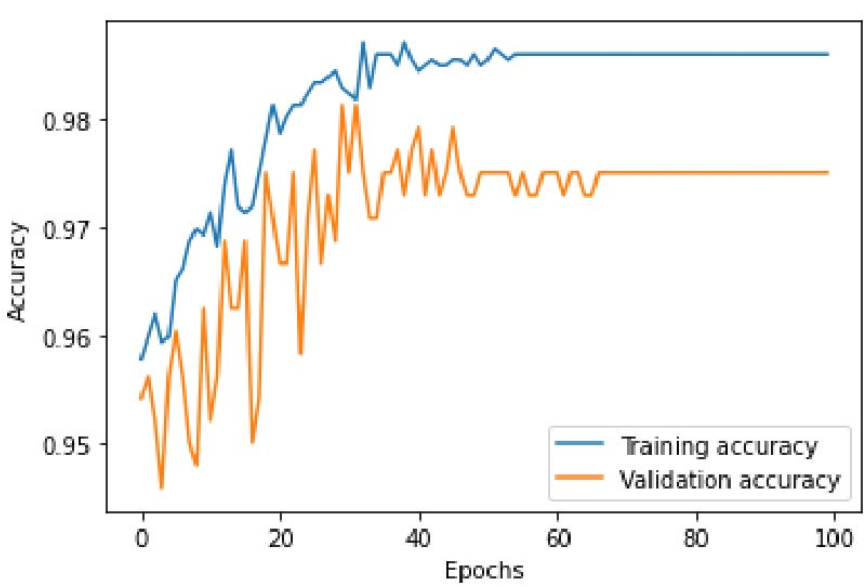 0.98
0.97
0.96
0.95
Accuracy
Training accuracy
Validation accuracy
0 20 40 60 80 100
Epochs